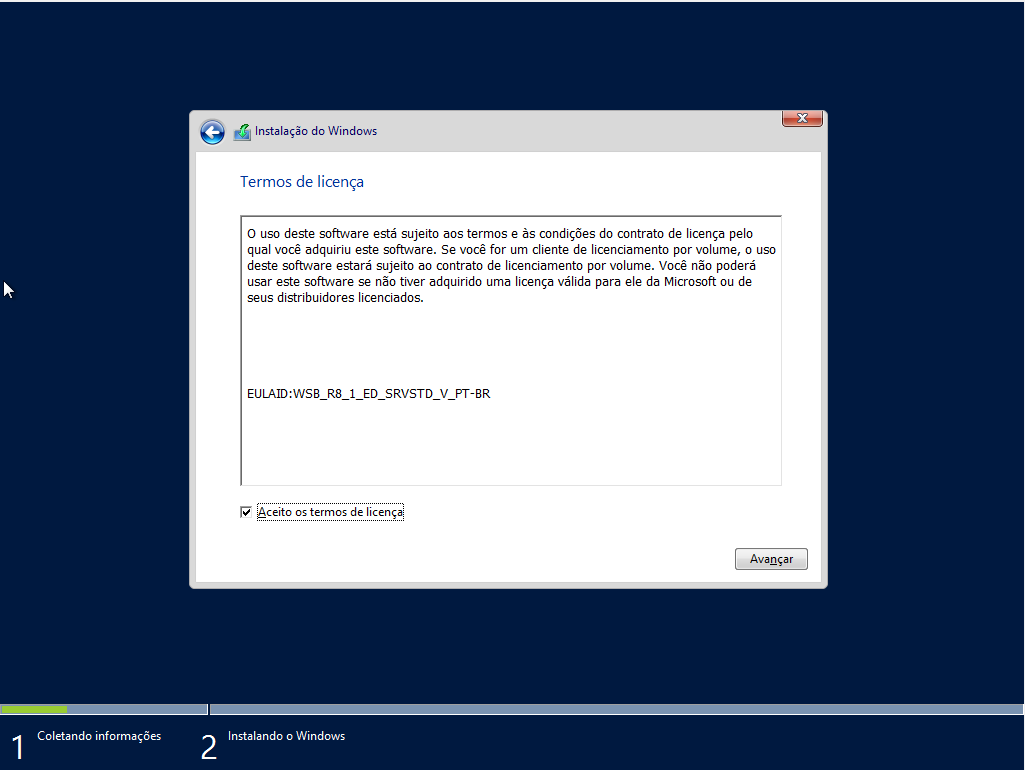 Instalação do Windows
Termos de licença
O uso deste software está sujeito aos termos e às condições do contrato de licença pelo
qual você adquiriu este software. Se você for um cliente de licenciamento por volume, o uso
deste software estará sujeito ao contrato de licenciamento por volume. Você não poderá
usar este software se não tiver adquirido uma licença válida para ele da Microsoft ou de
seus distribuidores licenciados.
EULAID:WSB_R8_1_ED_SRVSTD_V_PT-BR
Aceito os termos de licença
Avançar
1 Coletando informações
2 Instalando o Windows